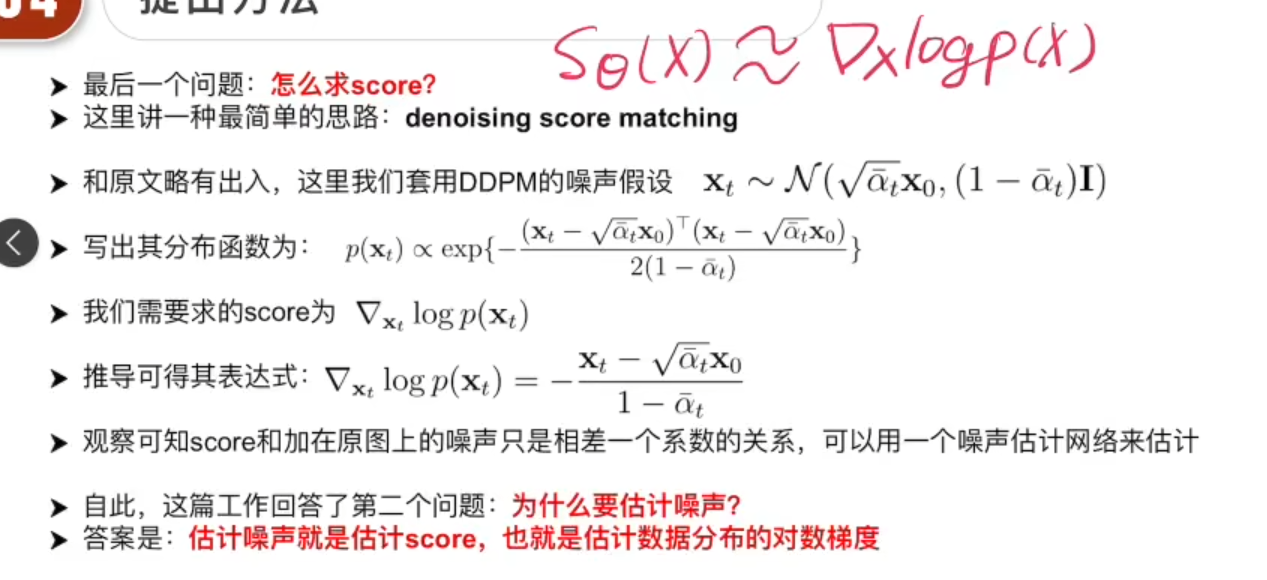 04 提出方法
S_θ(X) ≈ ∇_X log p(X)
➤ 最后一个问题：怎么求score?
➤ 这里讲一种最简单的思路：denoising score matching
➤ 和原文略有出入，这里我们套用DDPM的噪声假设 $\mathbf{x}_t \sim \mathcal{N}(\sqrt{\bar{\alpha}_t}\mathbf{x}_0, (1-\bar{\alpha}_t)\mathbf{I})$
➤ 写出其分布函数为： $p(\mathbf{x}_t) \propto \exp\{-\frac{(\mathbf{x}_t-\sqrt{\bar{\alpha}_t}\mathbf{x}_0)^\top(\mathbf{x}_t-\sqrt{\bar{\alpha}_t}\mathbf{x}_0)}{2(1-\bar{\alpha}_t)}\}$
➤ 我们需要求的score为 $\nabla_{\mathbf{x}_t} \log p(\mathbf{x}_t)$
➤ 推导可得其表达式：$\nabla_{\mathbf{x}_t} \log p(\mathbf{x}_t) = -\frac{\mathbf{x}_t-\sqrt{\bar{\alpha}_t}\mathbf{x}_0}{1-\bar{\alpha}_t}$
➤ 观察可知score和加在原图上的噪声只是相差一个系数的关系，可以用一个噪声估计网络来估计
➤ 自此，这篇工作回答了第二个问题：为什么要估计噪声?
➤ 答案是：估计噪声就是估计score，也就是估计数据分布的对数梯度